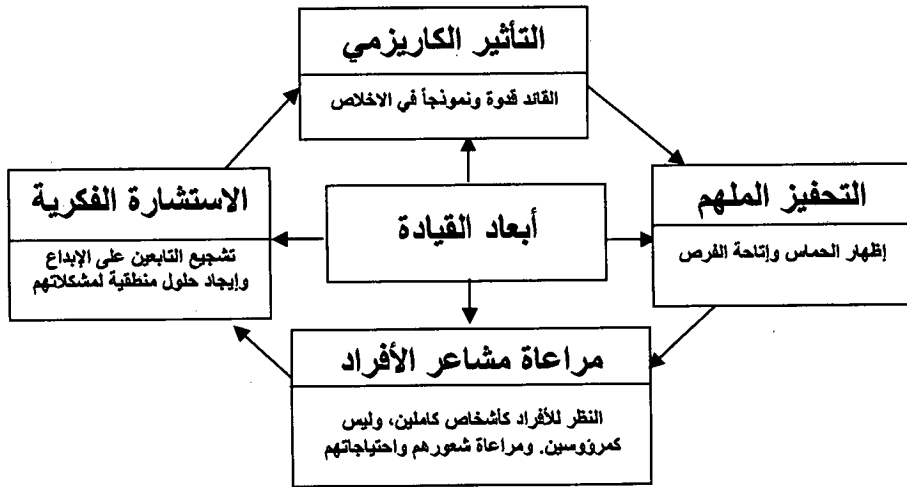 التأثير الكاريزمي
القائد قدوة ونموذجاً في الاخلاص
التحفيز الملهم
إظهار الحماس وإتاحة الفرص
أبعاد القيادة
الاستشارة الفكرية
تشجيع التابعين على الإبداع
وإيجاد حلول منطقية لمشكلاتهم
مراعاة مشاعر الأفراد
النظر للأفراد كأشخاص كاملين، وليس
كمرؤوسين. ومراعاة شعورهم واحتياجاتهم